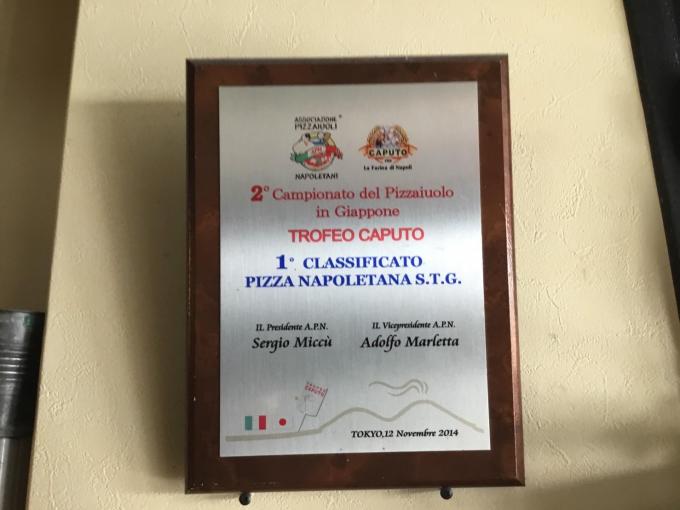 ASSOCIAZIONE
PIZZAIUOLI
NAPOLETANI
CAPUTO
La Farina di Napoli
2° Campionato del Pizzaiuolo
in Giappone
TROFEO CAPUTO
1° CLASSIFICATO
PIZZA NAPOLETANA S.T.G.
IL Presidente A.P.N.
Sergio Miccù
IL Vicepresidente A.P.N.
Adolfo Marletta
TOKYO,12 Novembre 2014